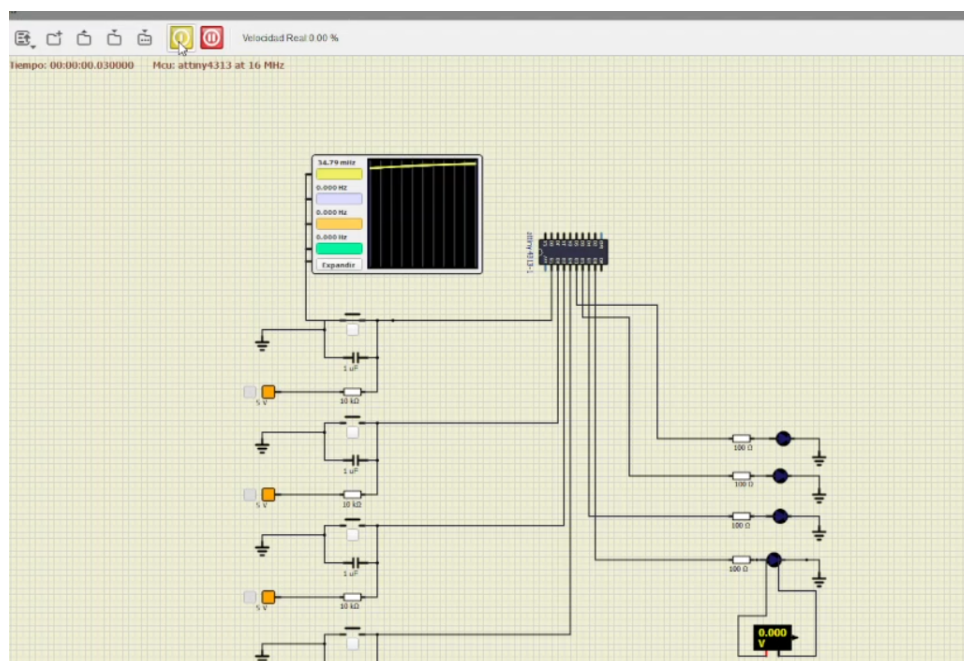 Velocidad Real 0.00 %
Tiempo: 00:00:00.030000 Mcu: attiny4313 at 16 MHz
34.79 mHz
0.000 Hz
0.000 Hz
0.000 Hz
Expandir
attiny4313-1
1 uF
5 V
10 kΩ
1 uF
5 V
10 kΩ
1 uF
5 V
10 kΩ
100 Ω
100 Ω
100 Ω
100 Ω
0.000
V